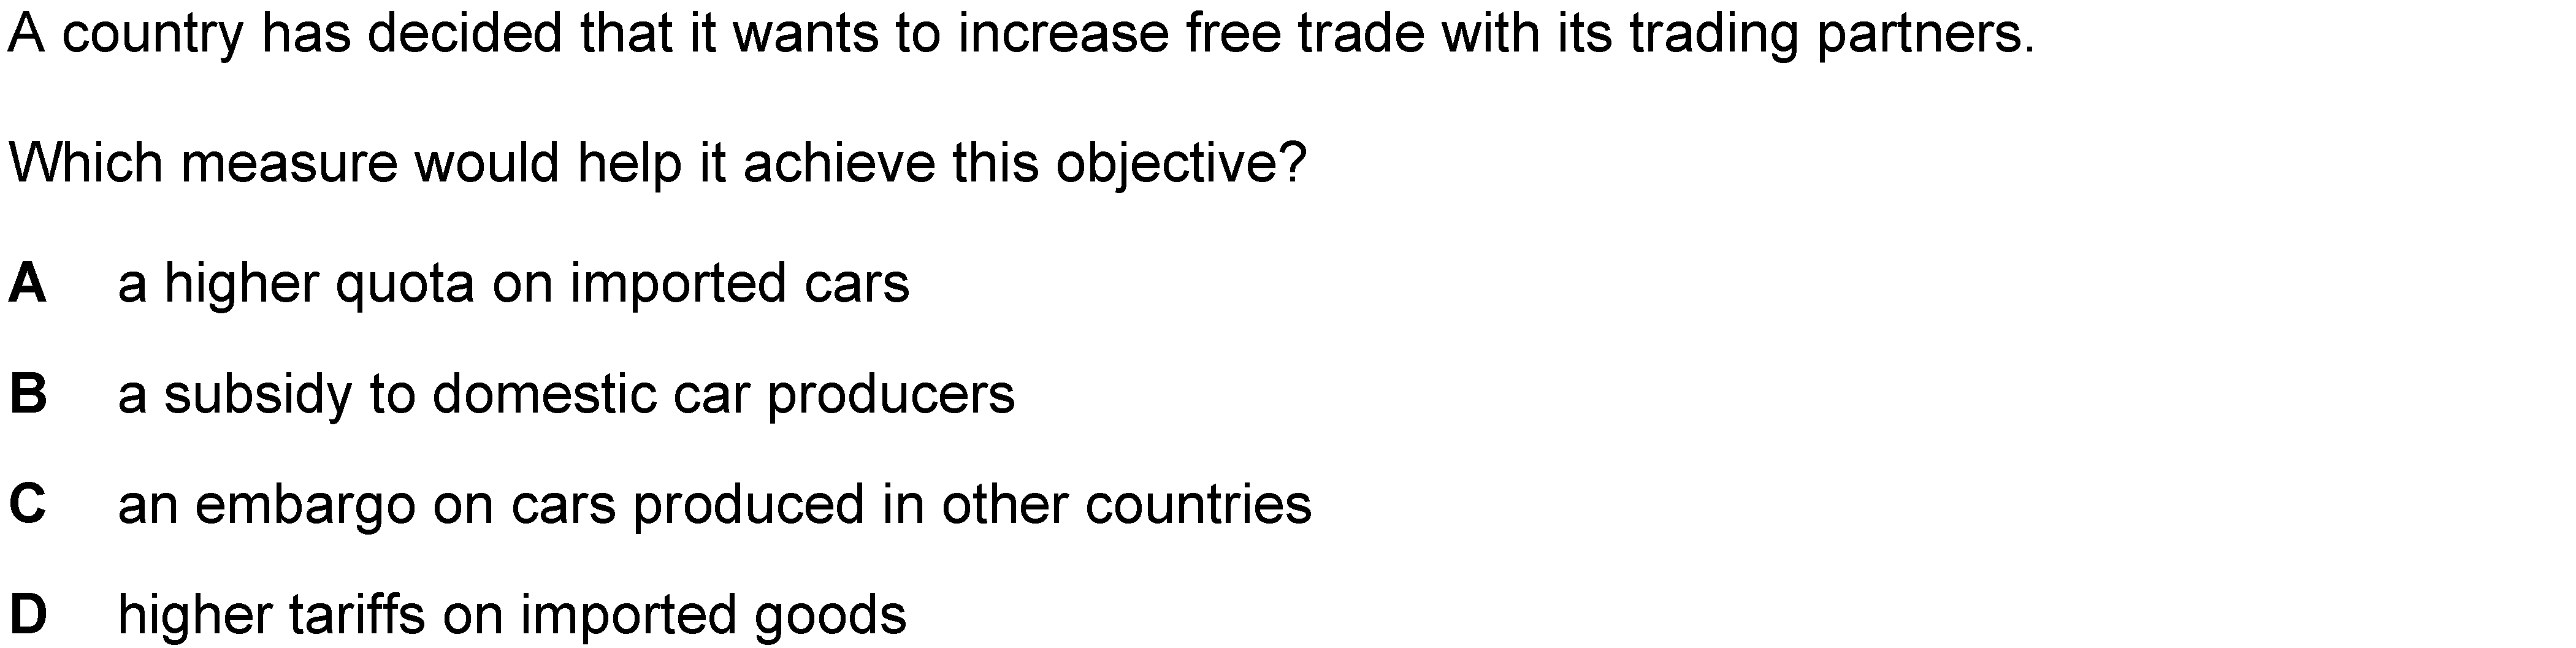 A country has decided that it wants to increase free trade with its trading partners.
Which measure would help it achieve this objective?
A a higher quota on imported cars
B a subsidy to domestic car producers
C an embargo on cars produced in other countries
D higher tariffs on imported goods